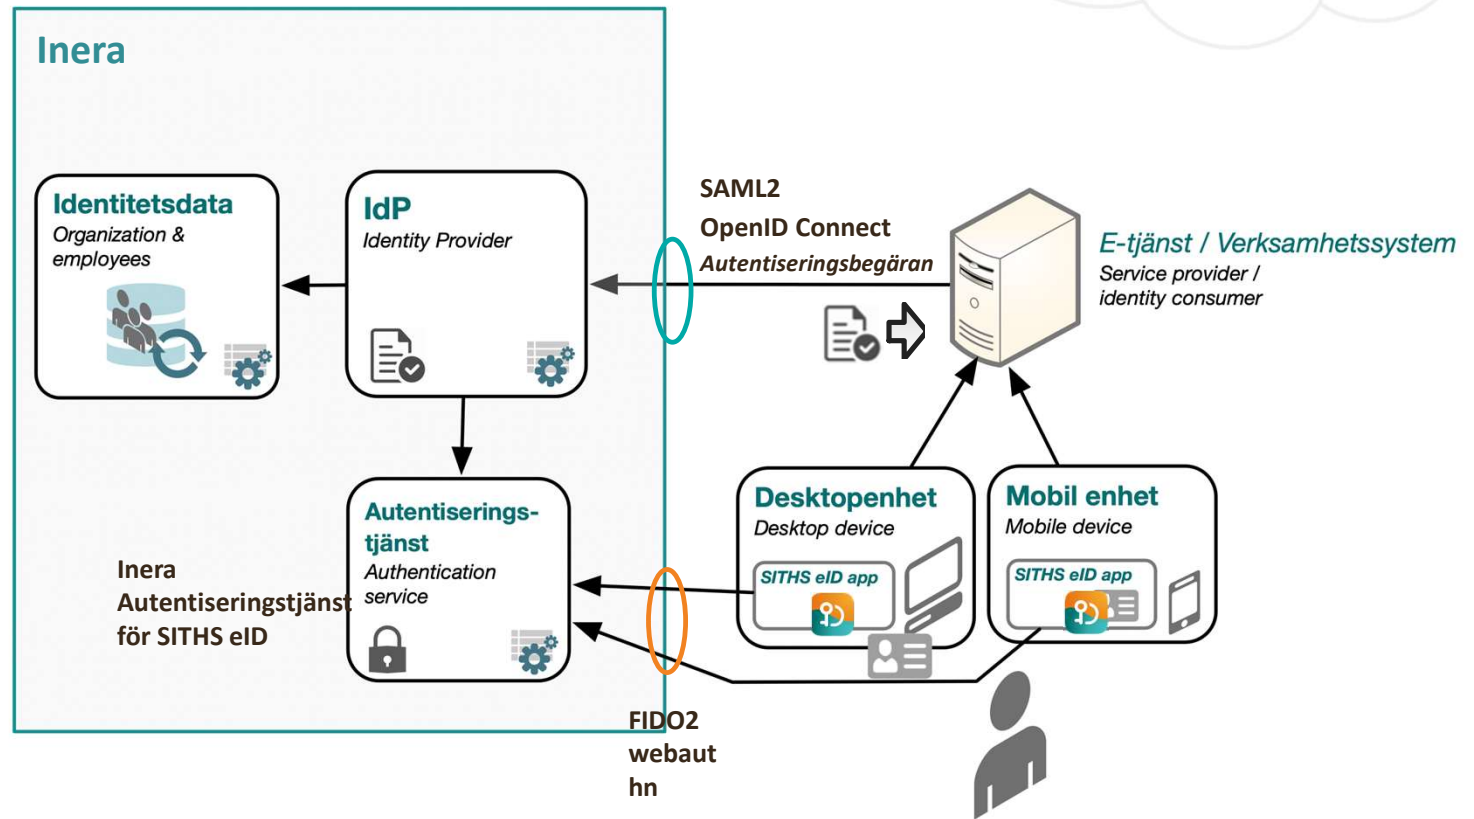 Inera
Identitetsdata
Organization &
employees
IdP
Identity Provider
SAML2
OpenID Connect
Autentiseringsbegäran
E-tjänst / Verksamhetssystem
Service provider /
identity consumer
Autentiserings-
tjänst
Authentication
service
Inera
Autentiseringstjänst
för SITHS eID
Desktopenhet
Desktop device
SITHS eID app
Mobil enhet
Mobile device
SITHS eID app
FIDO2
webaut
hn